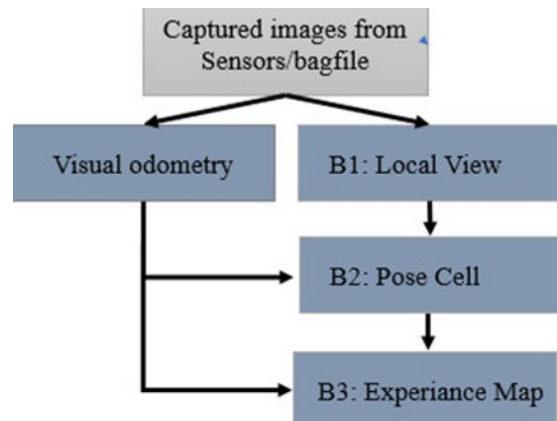 Captured images from
Sensors/bagfile
Visual odometry
B1: Local View
B2: Pose Cell
B3: Experiance Map